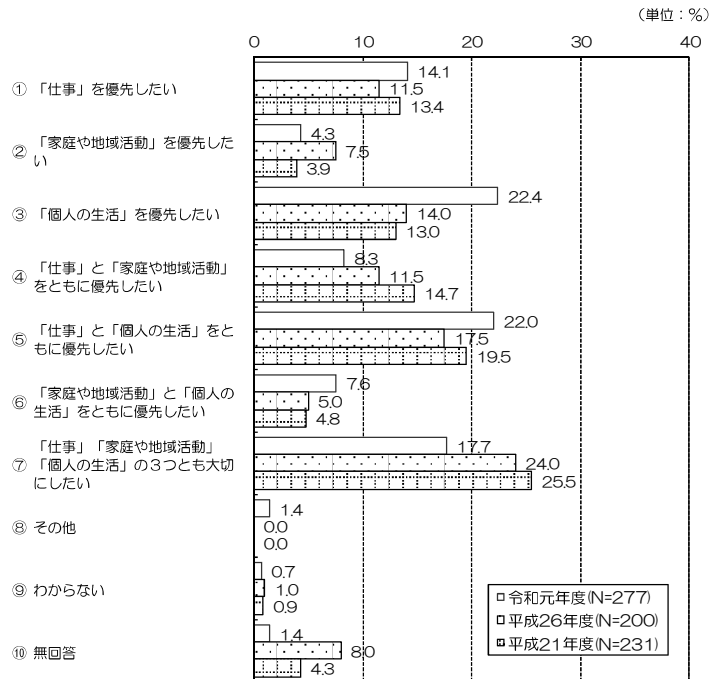 （単位：％）
0 10 20 30 40
① 「仕事」を優先したい
14.1
11.5
13.4
② 「家庭や地域活動」を優先した
い
4.3
7.5
3.9
③ 「個人の生活」を優先したい
22.4
14.0
13.0
④ 「仕事」と「家庭や地域活動」
をともに優先したい
8.3
11.5
14.7
⑤ 「仕事」と「個人の生活」をと
もに優先したい
22.0
17.5
19.5
⑥ 「家庭や地域活動」と「個人の
生活」をともに優先したい
7.6
5.0
4.8
⑦ 「仕事」「家庭や地域活動」
「個人の生活」の３つとも大切
にしたい
17.7
24.0
25.5
⑧ その他
1.4
0.0
0.0
⑨ わからない
0.7
1.0
0.9
⑩ 無回答
1.4
8.0
4.3
令和元年度(N=277)
平成26年度(N=200)
平成21年度(N=231)